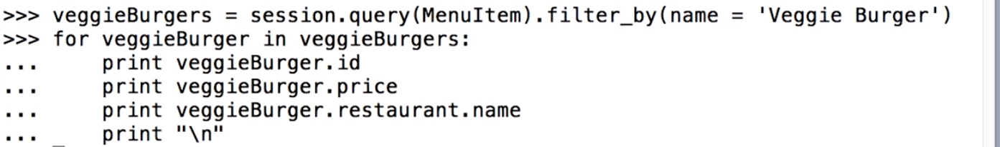 >>> veggieBurgers = session.query(MenuItem).filter_by(name = 'Veggie Burger')
>>> for veggieBurger in veggieBurgers:
...     print veggieBurger.id
...     print veggieBurger.price
...     print veggieBurger.restaurant.name
...     print "\n"